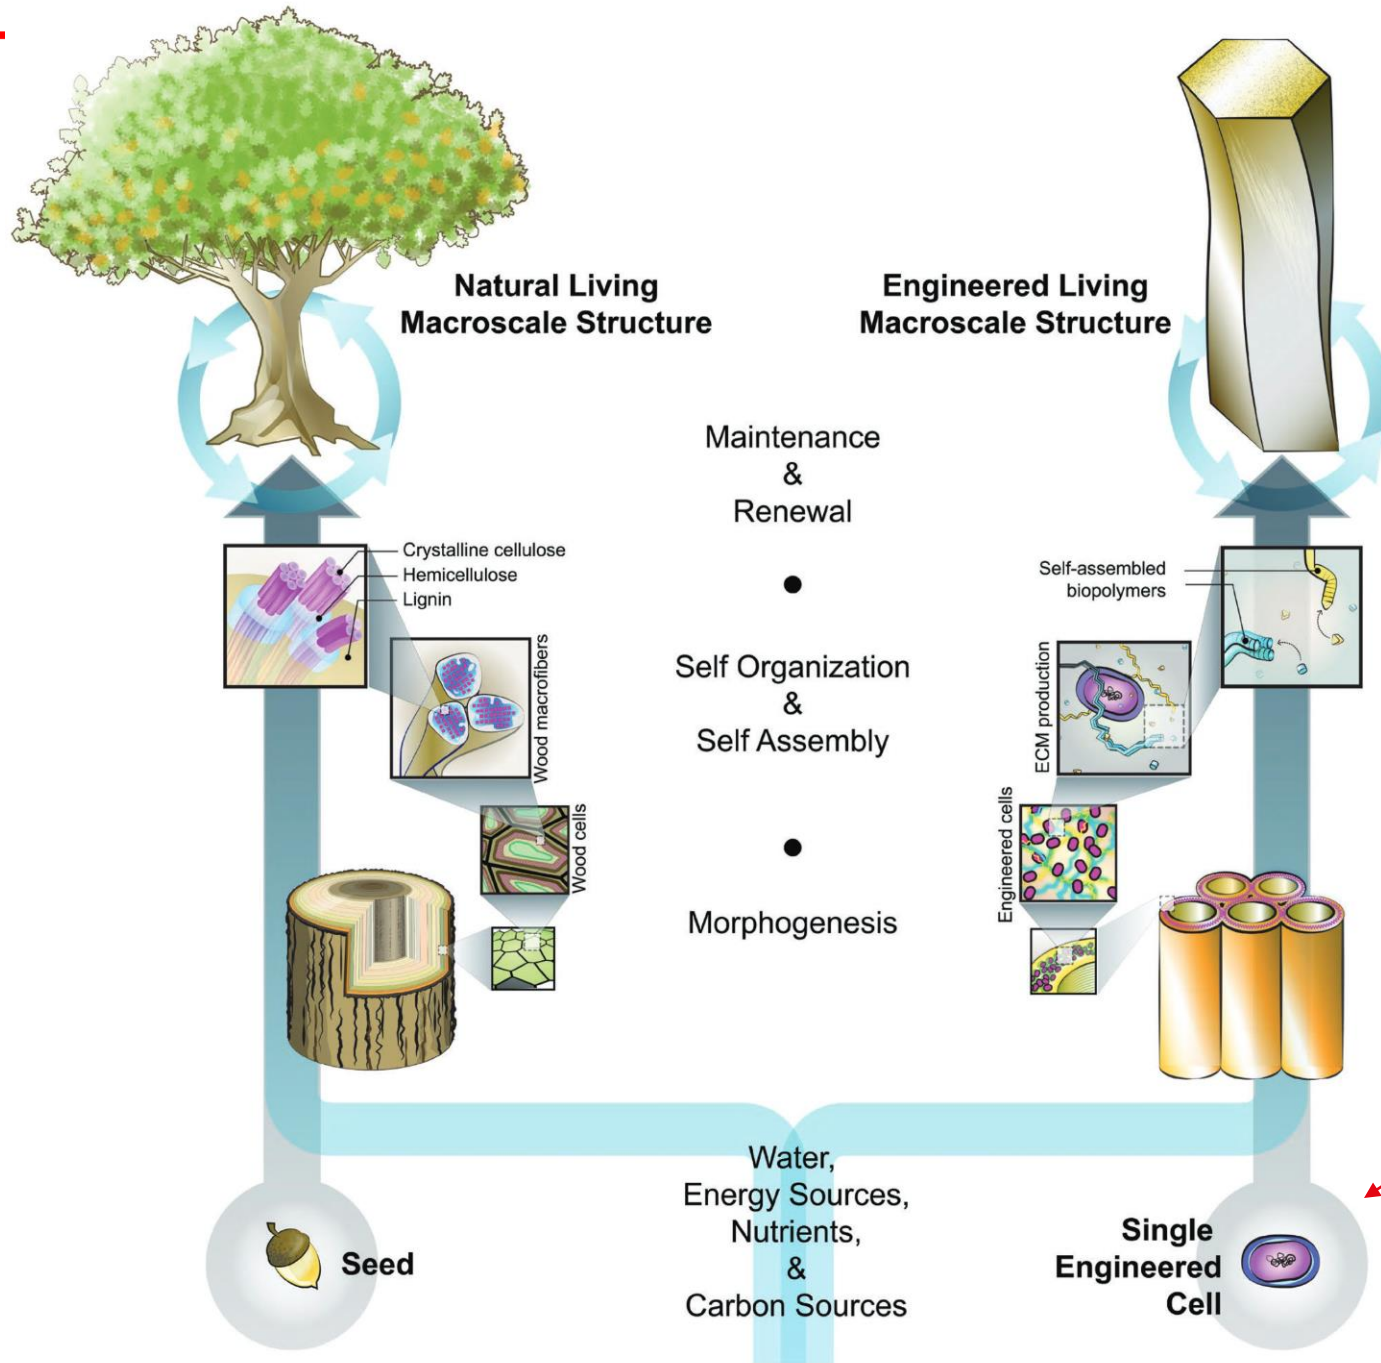 Natural Living
Macroscale Structure
Engineered Living
Macroscale Structure
Maintenance
&
Renewal
Crystalline cellulose
Hemicellulose
Lignin
Self-assembled
biopolymers
Wood macrofibers
ECM production
Self Organization
&
Self Assembly
Wood cells
Engineered cells
Morphogenesis
Water,
Energy Sources,
Nutrients,
&
Carbon Sources
Seed
Single
Engineered
Cell